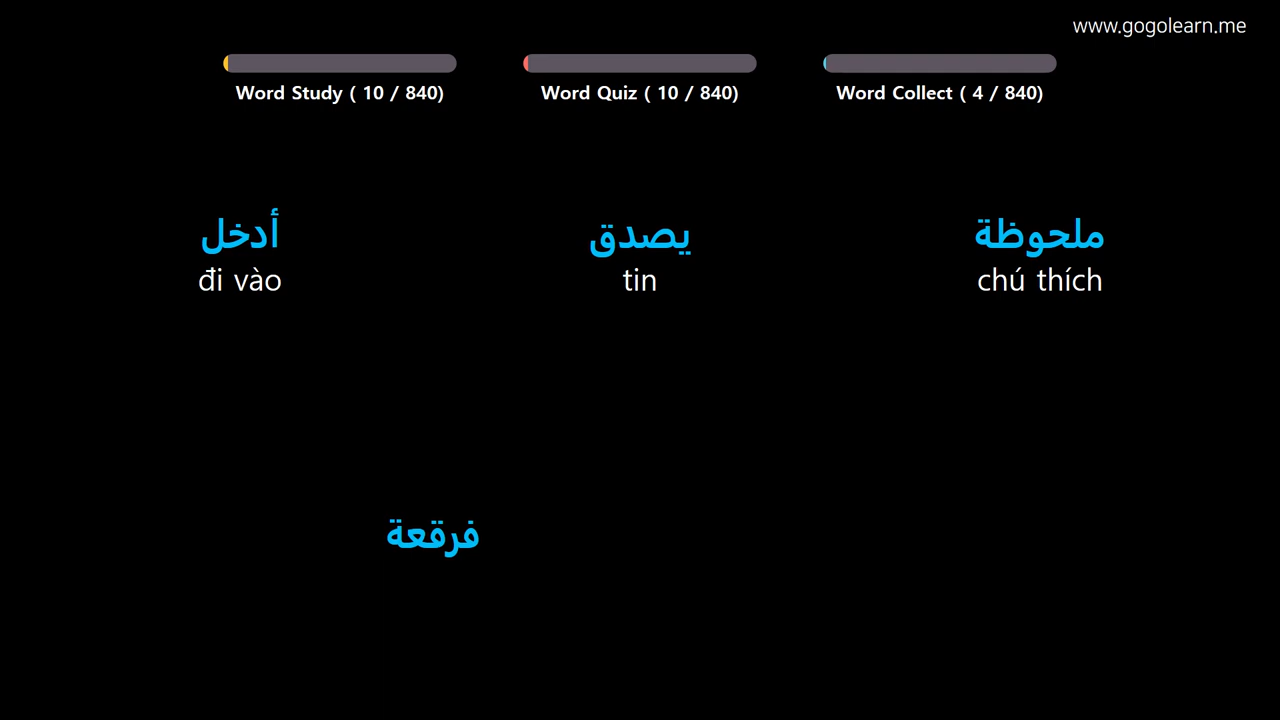 www.gogolearn.me
Word Study ( 10 / 840)
Word Quiz ( 10 / 840)
Word Collect ( 4 / 840)
أدخل
đi vào
يصدق
tin
ملحوظة
chú thích
فرقعة